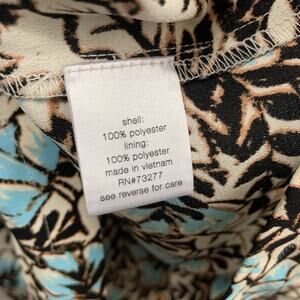 shell:
100% polyester
lining:
100% polyester
made in vietnam
RN#73277
see reverse for care